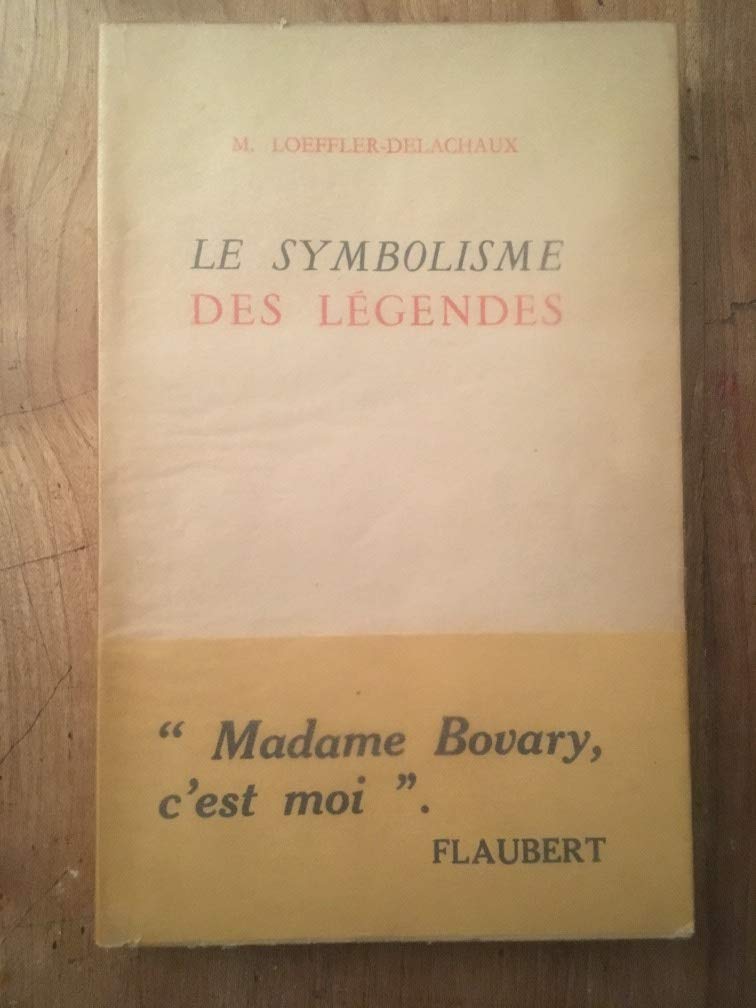 M. LOEFFLER-DELACHAUX
LE SYMBOLISME
DES LÉGENDES
“ Madame Bovary,
c’est moi ”.
FLAUBERT